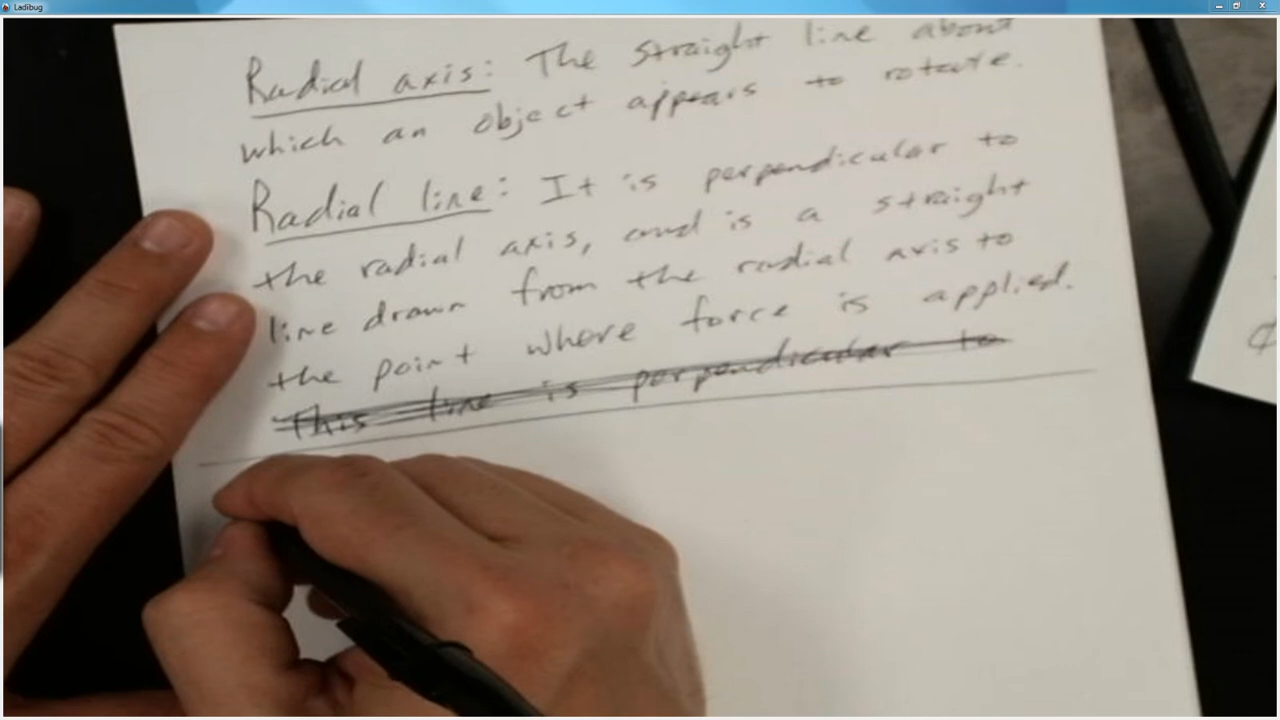 Ladibug
Radial axis: The straight line about
which an object appears to rotate.
Radial line: It is perpendicular to
the radial axis, and is a straight
line drawn from the radial axis to
the point where force is applied.
This line is perpendicular to